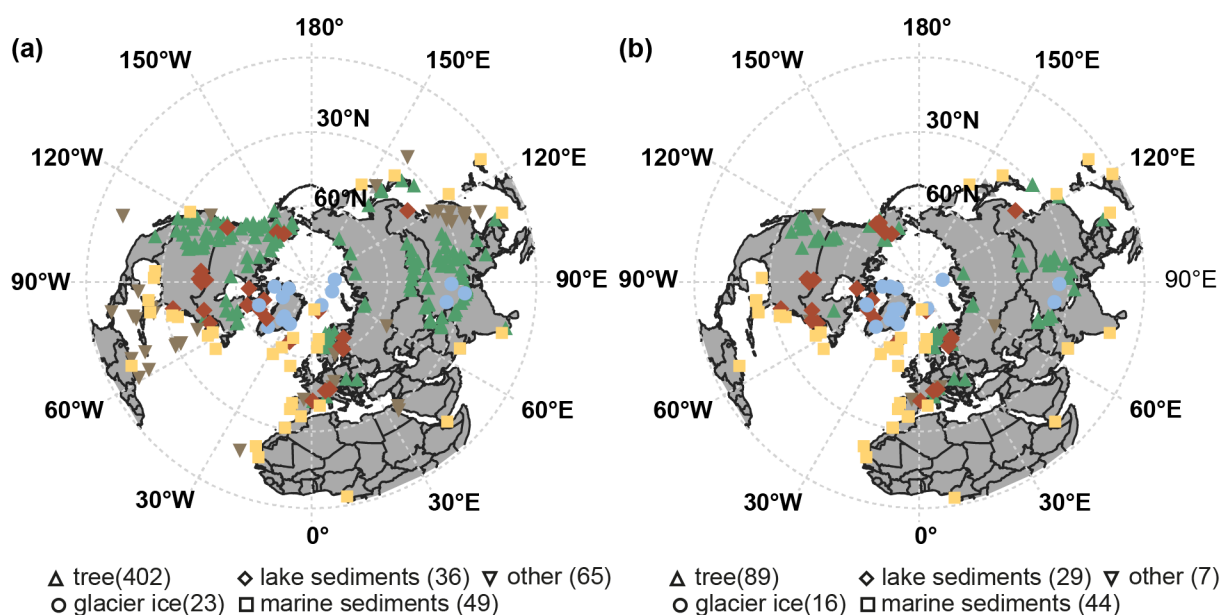 (a) 180° (b) 180°
150°W 150°E 150°W 150°E
30°N 30°N
120°W 120°E 120°W 120°E
60°N 60°N
90°W 90°E 90°W 90°E
60°W 60°E 60°W 60°E
30°W 30°E 30°W 30°E
0° 0°
tree(402) lake sediments (36) other (65) tree(89) lake sediments (29) other (7)
glacier ice(23) marine sediments (49) glacier ice(16) marine sediments (44)